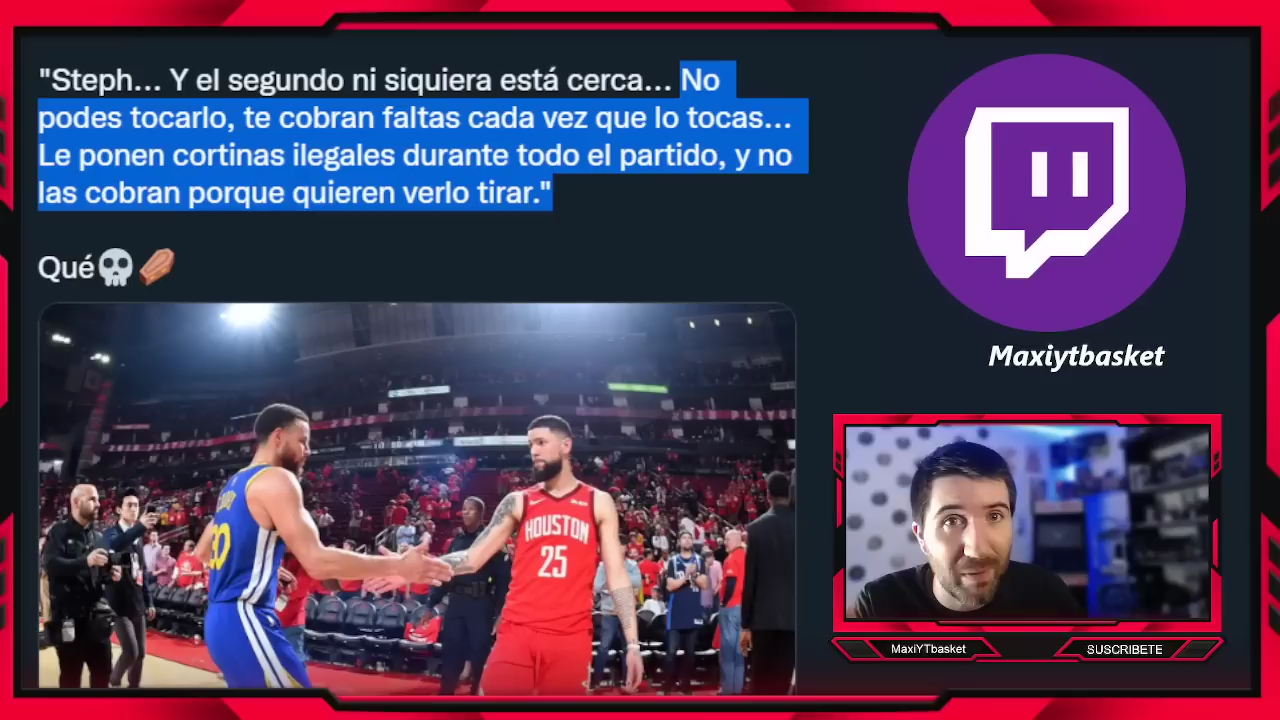 "Steph... Y el segundo ni siquiera está cerca... No
podes tocarlo, te cobran faltas cada vez que lo tocas...
Le ponen cortinas ilegales durante todo el partido, y no
las cobran porque quieren verlo tirar."
Qué💀⚰️
Maxiytbasket
30
HOUSTON
25
MaxiYTbasket
SUSCRIBETE